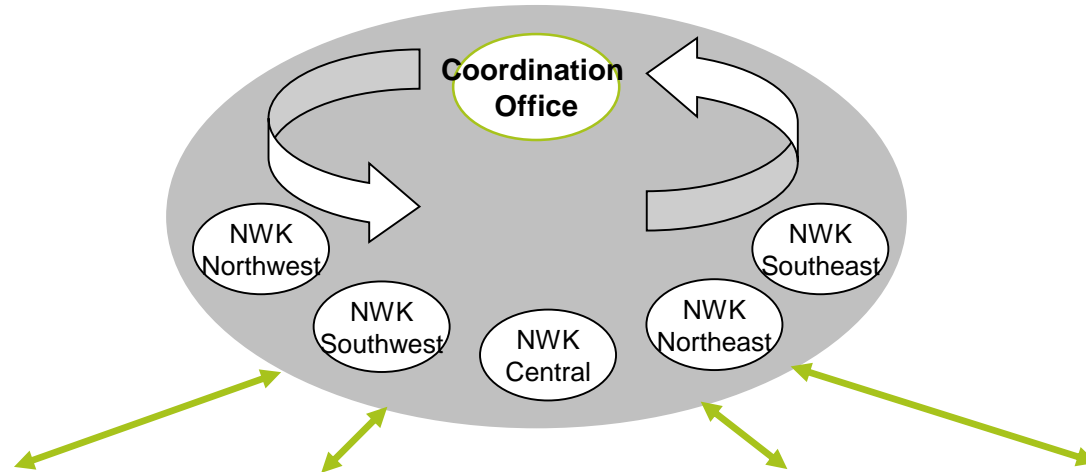 Coordination
Office
NWK
Northwest
NWK
Southwest
NWK
Central
NWK
Northeast
NWK
Southeast